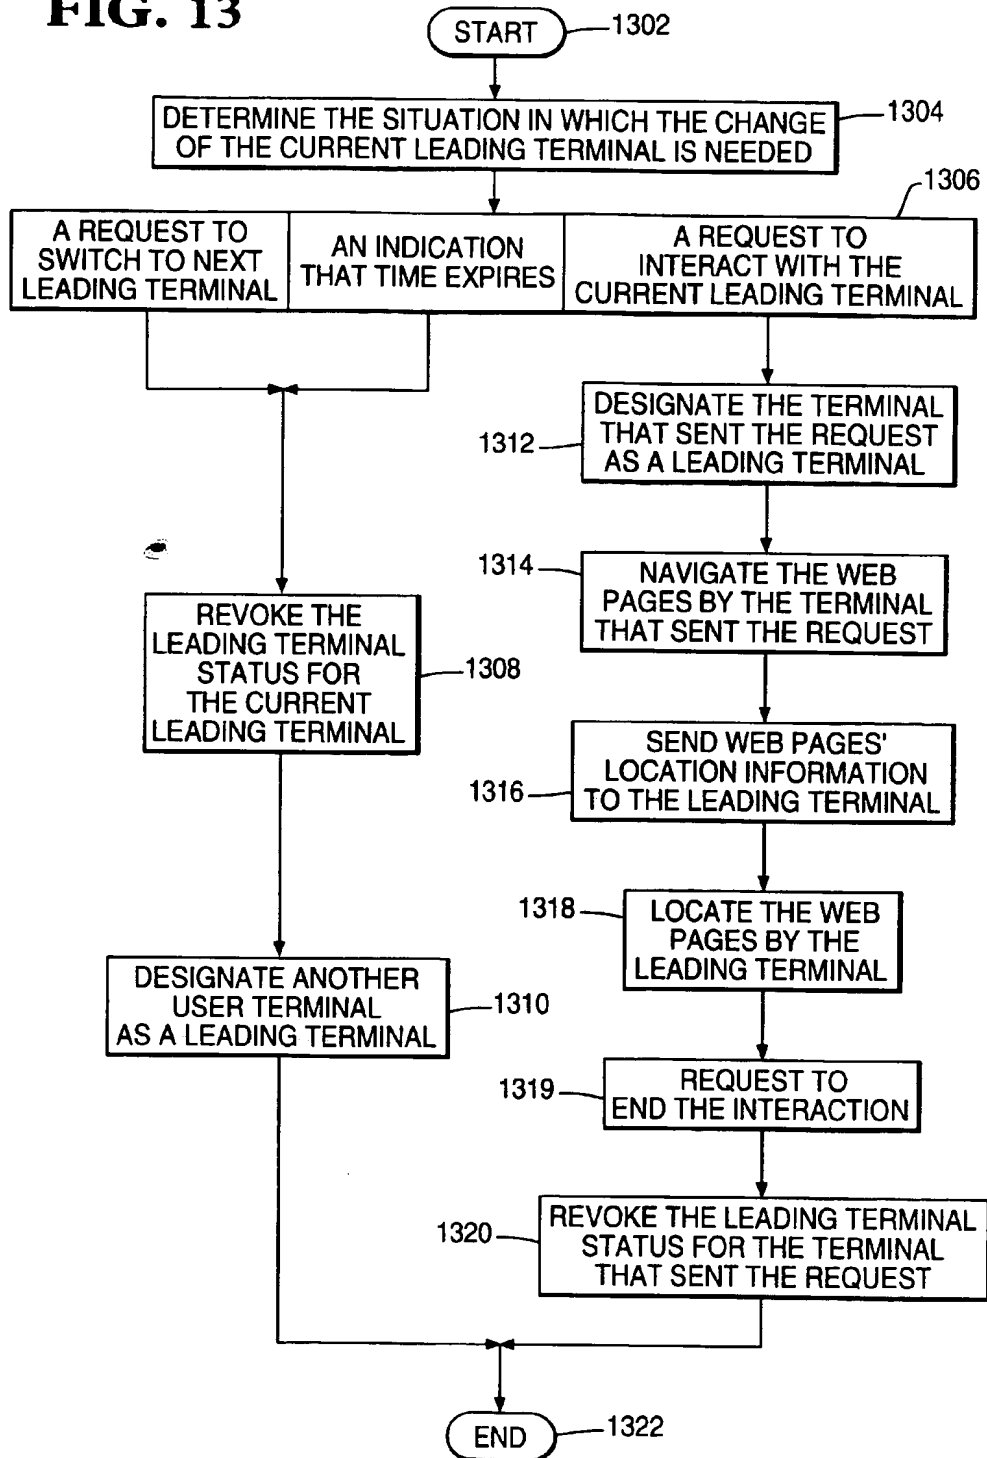 FIG. 13
START
1302
DETERMINE THE SITUATION IN WHICH THE CHANGE
OF THE CURRENT LEADING TERMINAL IS NEEDED
1304
1306
A REQUEST TO
SWITCH TO NEXT
LEADING TERMINAL
AN INDICATION
THAT TIME EXPIRES
A REQUEST TO
INTERACT WITH THE
CURRENT LEADING TERMINAL
DESIGNATE THE TERMINAL
THAT SENT THE REQUEST
AS A LEADING TERMINAL
1312
1314
NAVIGATE THE WEB
PAGES BY THE TERMINAL
THAT SENT THE REQUEST
REVOKE THE
LEADING TERMINAL
STATUS FOR
THE CURRENT
LEADING TERMINAL
1308
SEND WEB PAGES'
LOCATION INFORMATION
TO THE LEADING TERMINAL
1316
1318
LOCATE THE WEB
PAGES BY THE
LEADING TERMINAL
DESIGNATE ANOTHER
USER TERMINAL
AS A LEADING TERMINAL
1310
1319
REQUEST TO
END THE INTERACTION
1320
REVOKE THE LEADING TERMINAL
STATUS FOR THE TERMINAL
THAT SENT THE REQUEST
END
1322